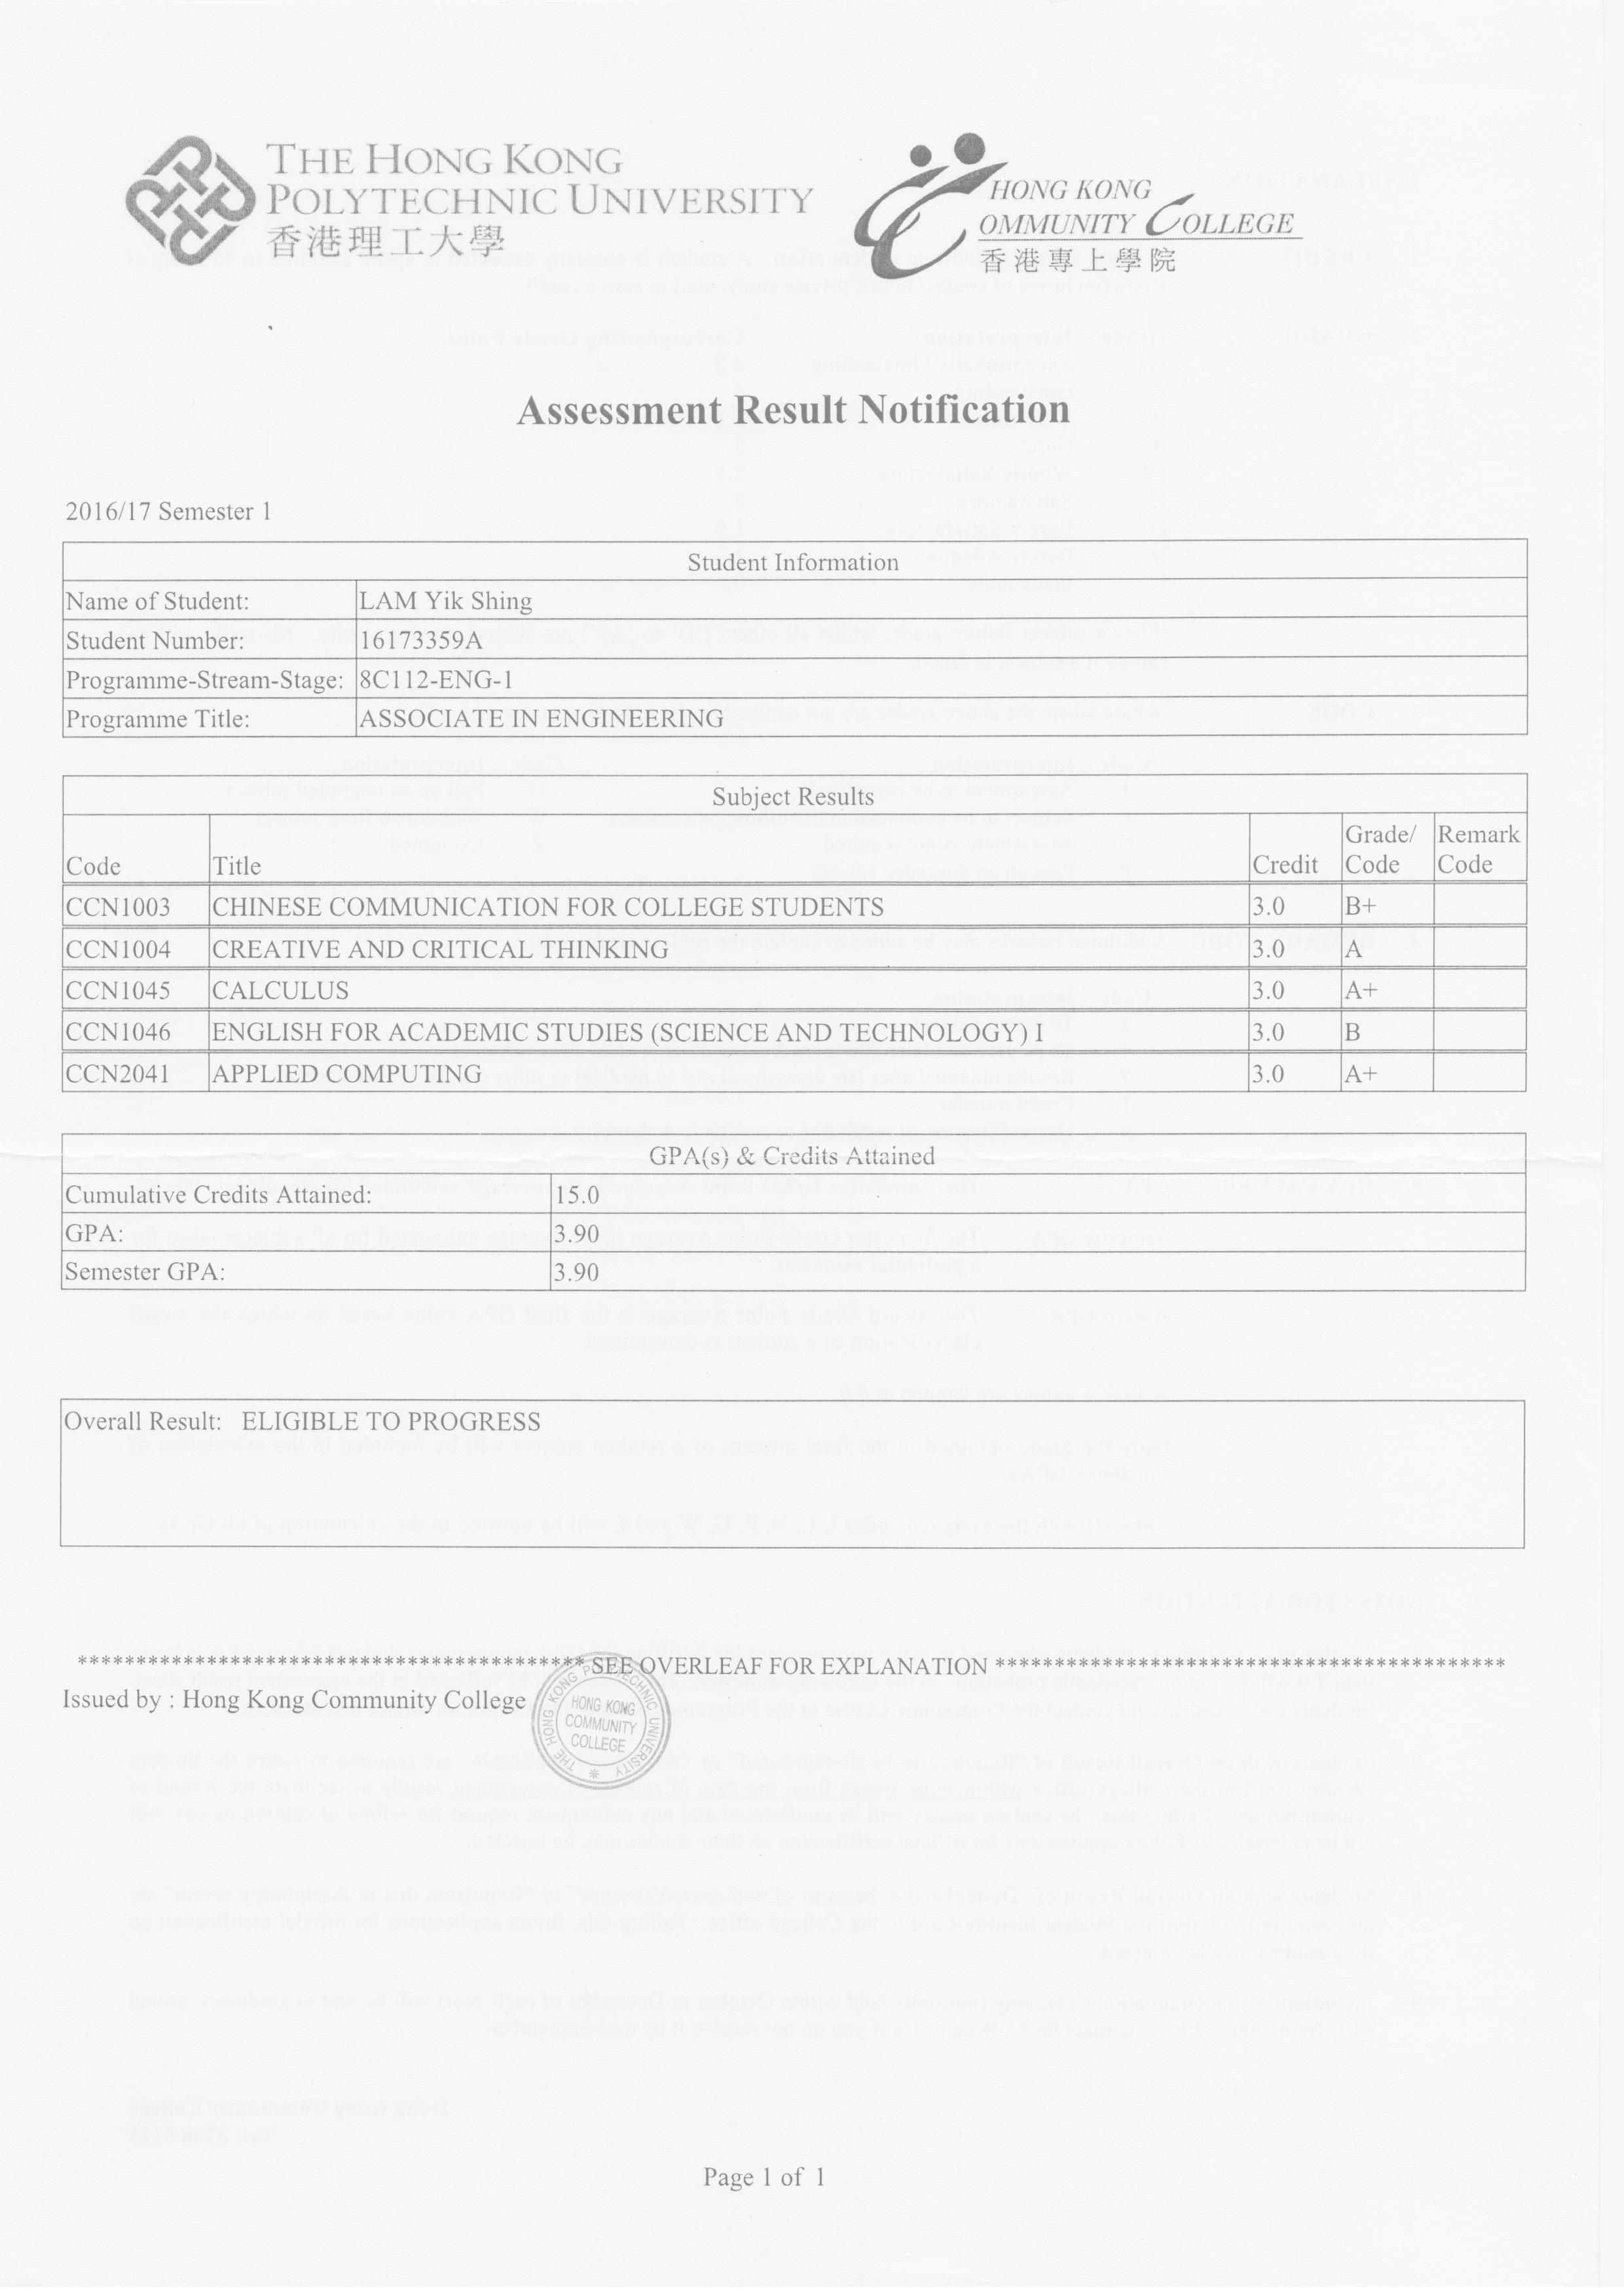 THE HONG KONG
POLYTECHNIC UNIVERSITY
香港理工大學
HONG KONG
COMMUNITY COLLEGE
香港專上學院
Assessment Result Notification
2016/17 Semester 1
Student Information
Name of Student: LAM Yik Shing
Student Number: 16173359A
Programme-Stream-Stage: 8C112-ENG-1
Programme Title: ASSOCIATE IN ENGINEERING
Subject Results
Code Title Credit Grade/ Code Remark Code
CCN1003 CHINESE COMMUNICATION FOR COLLEGE STUDENTS 3.0 B+
CCN1004 CREATIVE AND CRITICAL THINKING 3.0 A
CCN1045 CALCULUS 3.0 A+
CCN1046 ENGLISH FOR ACADEMIC STUDIES (SCIENCE AND TECHNOLOGY) I 3.0 B
CCN2041 APPLIED COMPUTING 3.0 A+
GPA(s) & Credits Attained
Cumulative Credits Attained: 15.0
GPA: 3.90
Semester GPA: 3.90
Overall Result: ELIGIBLE TO PROGRESS
******************************************* SEE OVERLEAF FOR EXPLANATION *******************************************
Issued by : Hong Kong Community College
THE HONG KONG POLYTECHNIC UNIVERSITY
HONG KONG
COMMUNITY
COLLEGE
Page 1 of 1